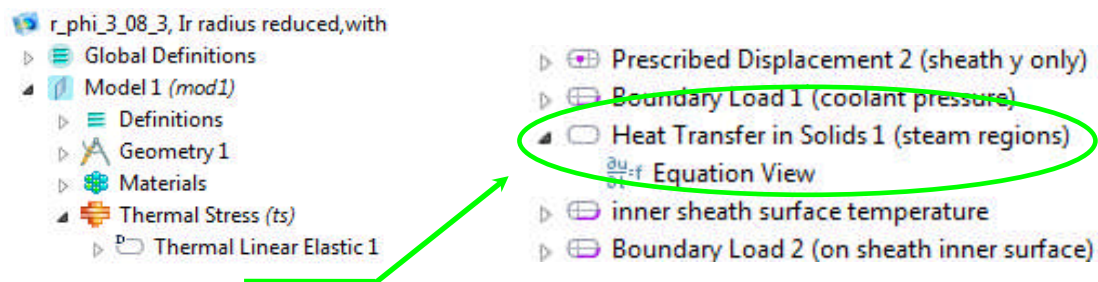 r_phi_3_08_3, Ir radius reduced,with
Global Definitions
Model 1 (mod1)
Definitions
Geometry 1
Materials
Thermal Stress (ts)
D
Thermal Linear Elastic 1
Prescribed Displacement 2 (sheath y only)
Boundary Load 1 (coolant pressure)
Heat Transfer in Solids 1 (steam regions)
∂u/∂t=f Equation View
inner sheath surface temperature
Boundary Load 2 (on sheath inner surface)